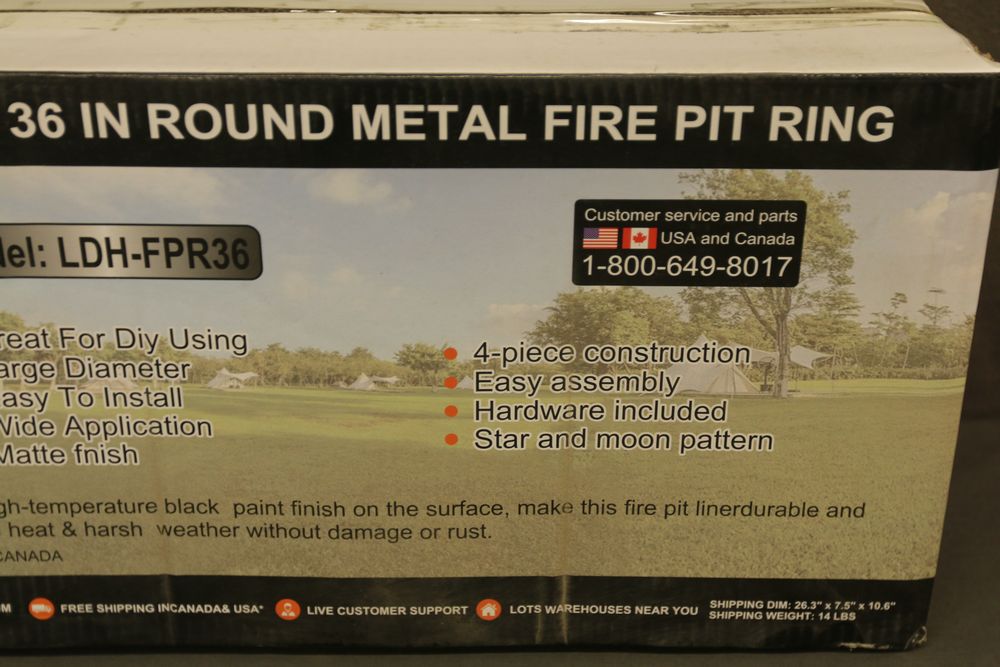 36 IN ROUND METAL FIRE PIT RING
Customer service and parts
USA and Canada
1-800-649-8017
el: LDH-FPR36
reat For Diy Using
arge Diameter
asy To Install
Wide Application
Matte fnish
4-piece construction
Easy assembly
Hardware included
Star and moon pattern
gh-temperature black paint finish on the surface, make this fire pit linerdurable and
heat & harsh weather without damage or rust.
CANADA
M FREE SHIPPING INCANADA& USA* LIVE CUSTOMER SUPPORT LOTS WAREHOUSES NEAR YOU
SHIPPING DIM: 26.3" x 7.5" x 10.6"
SHIPPING WEIGHT: 14 LBS